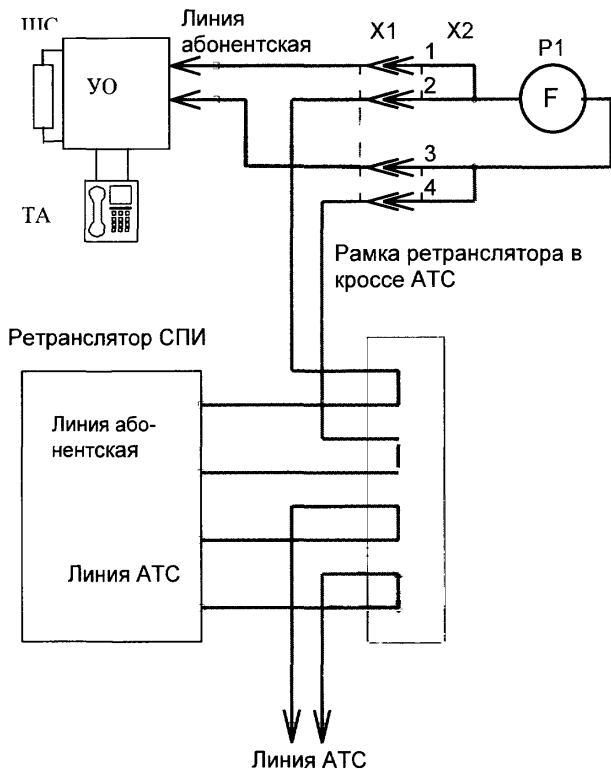 ШС
Линия
абонентская
X1
X2
P1
1
2
F
УО
3
4
ТА
Рамка ретранслятора в
кроссе АТС
Ретранслятор СПИ
Линия або-
нентская
Линия АТС
Линия АТС